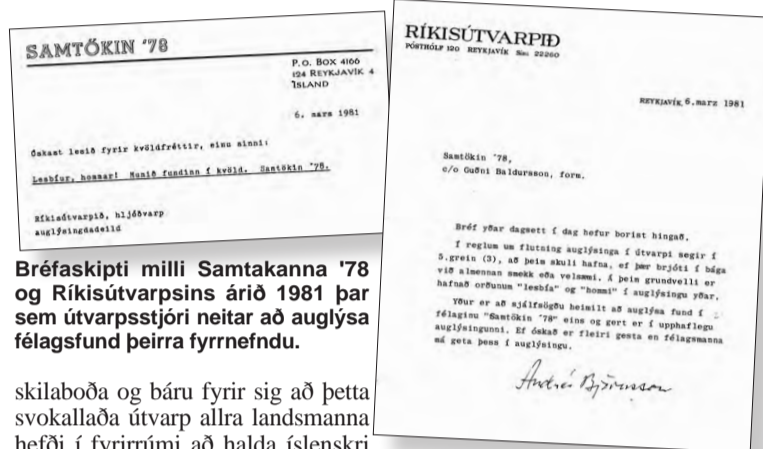 SAMTÖKIN '78
P.O. BOX 4166
124 REYKJAVÍK 4
ÍSLAND
6. mars 1981
Óskast lesið fyrir kvöldfréttir, einu sinni:
Lesbíur, hommar! Munið fundinn í kvöld. Samtökin '78.
Ríkisútvarpið, hljóðvarp
auglýsingadeild
Bréfaskipti milli Samtakanna '78
og Ríkisútvarpsins árið 1981 þar
sem útvarpsstjóri neitar að auglýsa
félagsfund þeirra fyrrnefndu.
skilaboða og báru fyrir sig að þetta
svokallaða útvarp allra landsmanna
hefði í fyrirrúmi að halda íslenskri
RÍKISÚTVARPIÐ
PÓSTHÓLF 120 REYKJAVÍK Sími 22260
REYKJAVÍK, 6.marz 1981
Samtökin '78,
c/o Guðni Baldursson, form.
Bréf yðar dagsett í dag hefur borist hingað.
Í reglum um flutning auglýsinga í útvarpi segir í
5.grein (3), að þeim skuli hafna, ef þær brjóti í bága
við almennan smekk eða velsæmi. Á þeim grundvelli er
hafnað orðunum "lesbía" og "hommi" í auglýsingu yðar.
Yður er að sjálfsögðu heimilt að auglýsa fund í
félaginu "Samtökin '78" eins og gert er í upphaflegu
auglýsingunni. Ef óskað er fleiri gesta en félagsmanna
má geta þess í auglýsingu.
Andrés Björnsson